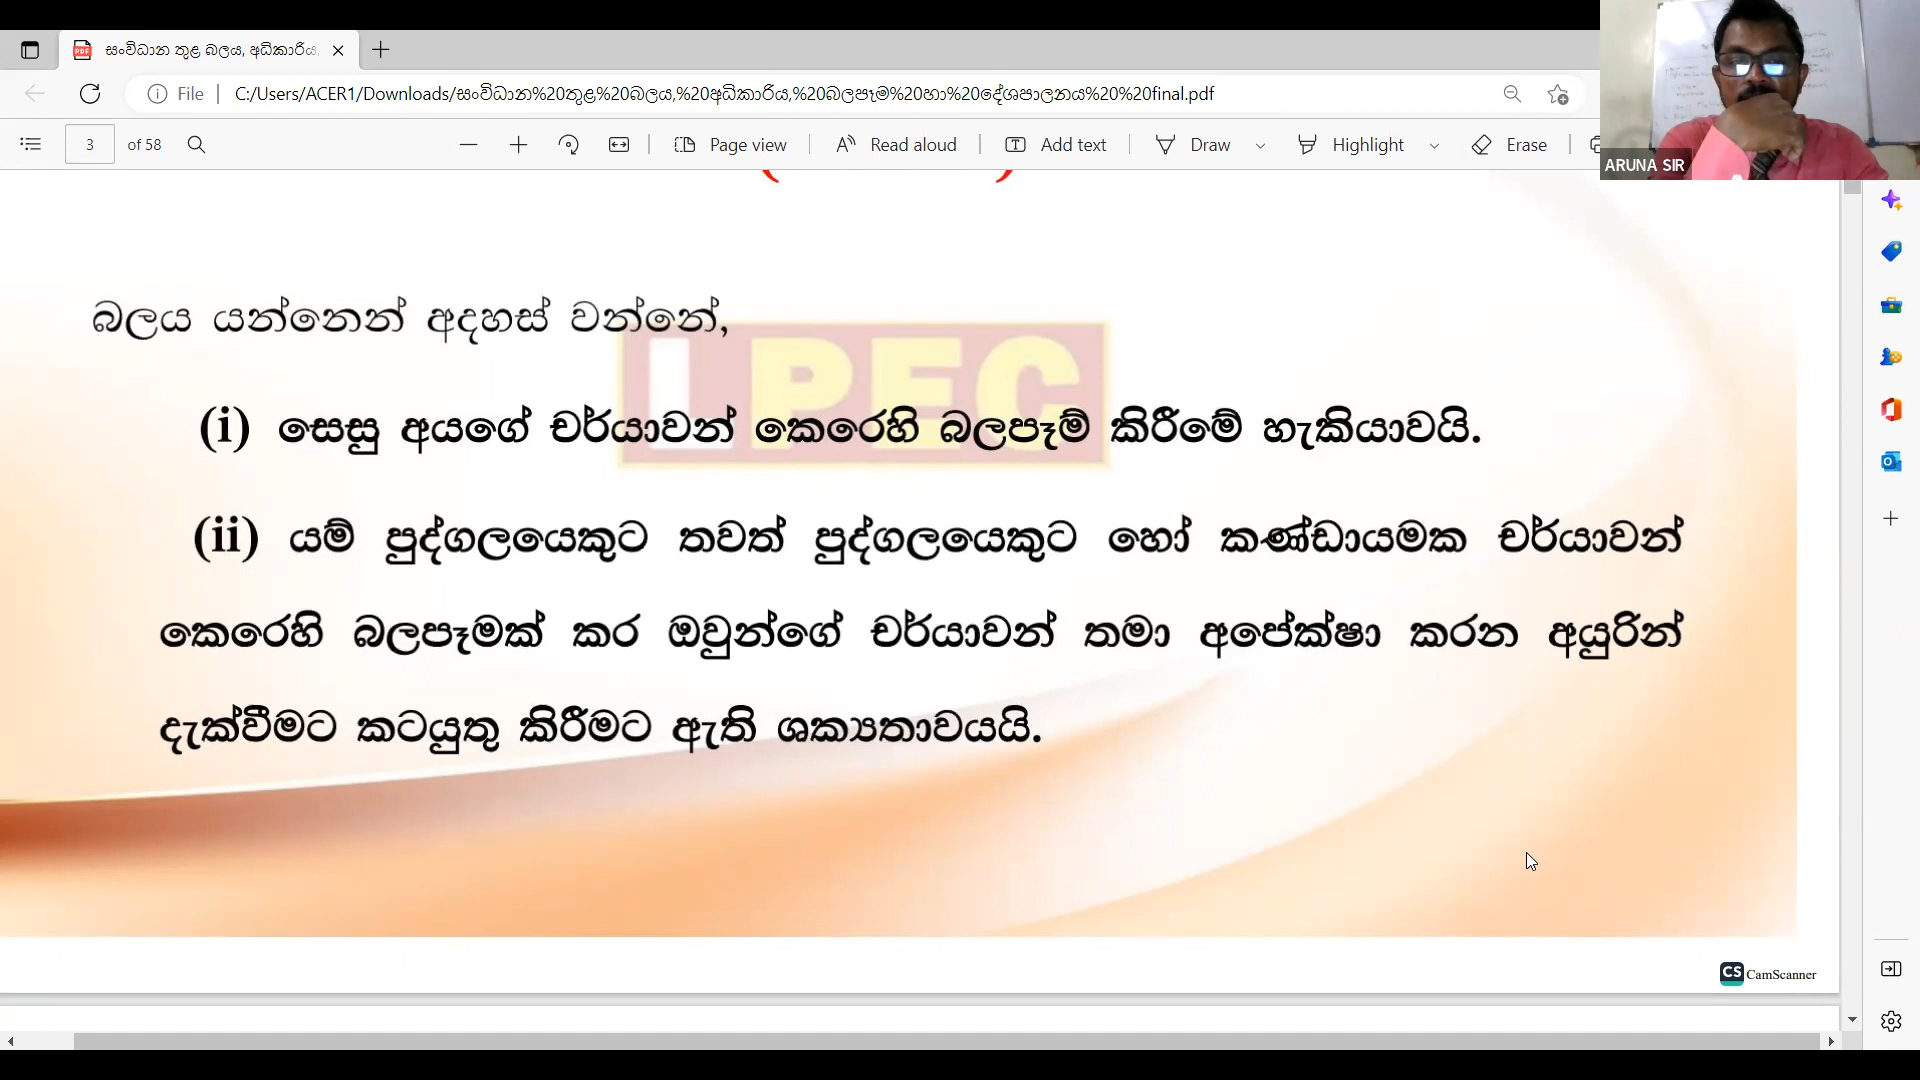 සංවිධාන තුළ බලය, අධිකාරිය,
File
C:/Users/ACER1/Downloads/සංවිධාන%20තුළ%20බලය,%20අධිකාරිය,%20බලපෑම%20හා%20දේශපාලනය%20%20final.pdf
3 of 58 Page view Read aloud Add text Draw Highlight Erase
ARUNA SIR
බලය යන්නෙන් අදහස් වන්නේ,
I PEC
(i) සෙසු අයගේ චර්යාවන් කෙරෙහි බලපෑම් කිරීමේ හැකියාවයි.
(ii) යම් පුද්ගලයෙකුට තවත් පුද්ගලයෙකුට හෝ කණ්ඩායමක චර්යාවන්
කෙරෙහි බලපෑමක් කර ඔවුන්ගේ චර්යාවන් තමා අපේක්ෂා කරන අයුරින්
දැක්වීමට කටයුතු කිරීමට ඇති ශක්‍යතාවයයි.
CS CamScanner